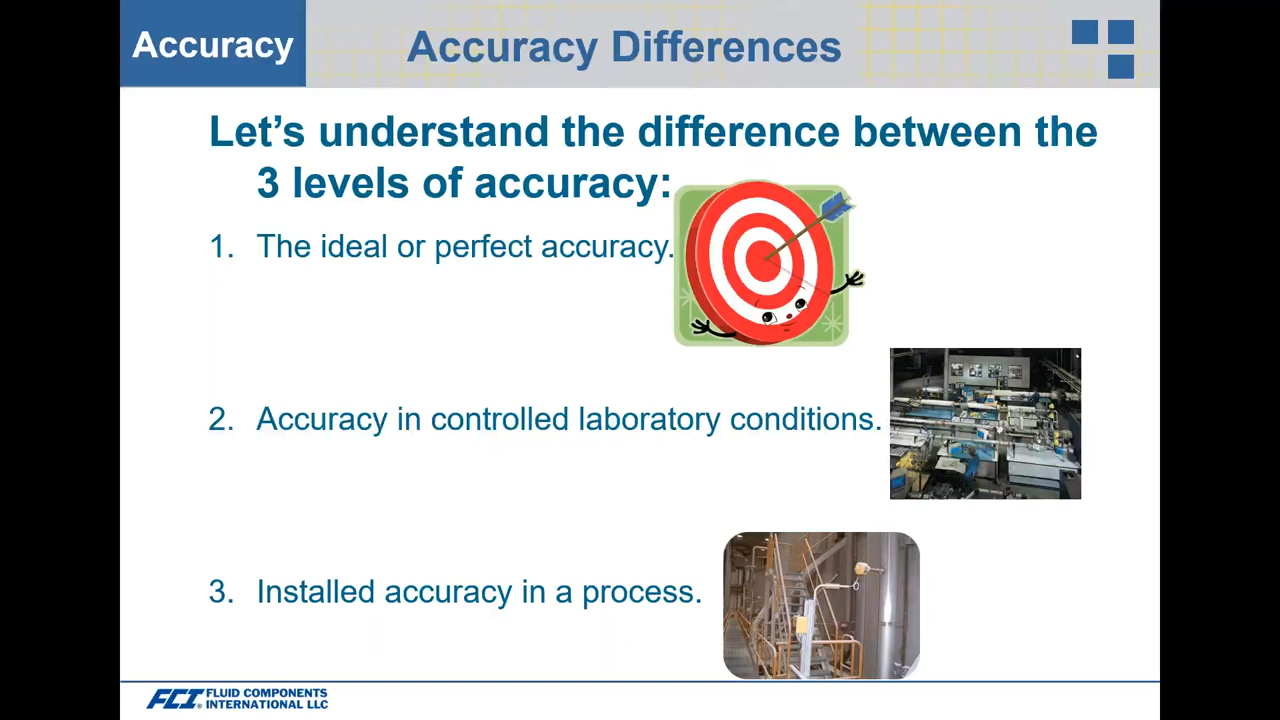 Accuracy
Accuracy Differences
Let’s understand the difference between the
3 levels of accuracy:
1. The ideal or perfect accuracy.
2. Accuracy in controlled laboratory conditions.
3. Installed accuracy in a process.
FCI® FLUID COMPONENTS
INTERNATIONAL LLC